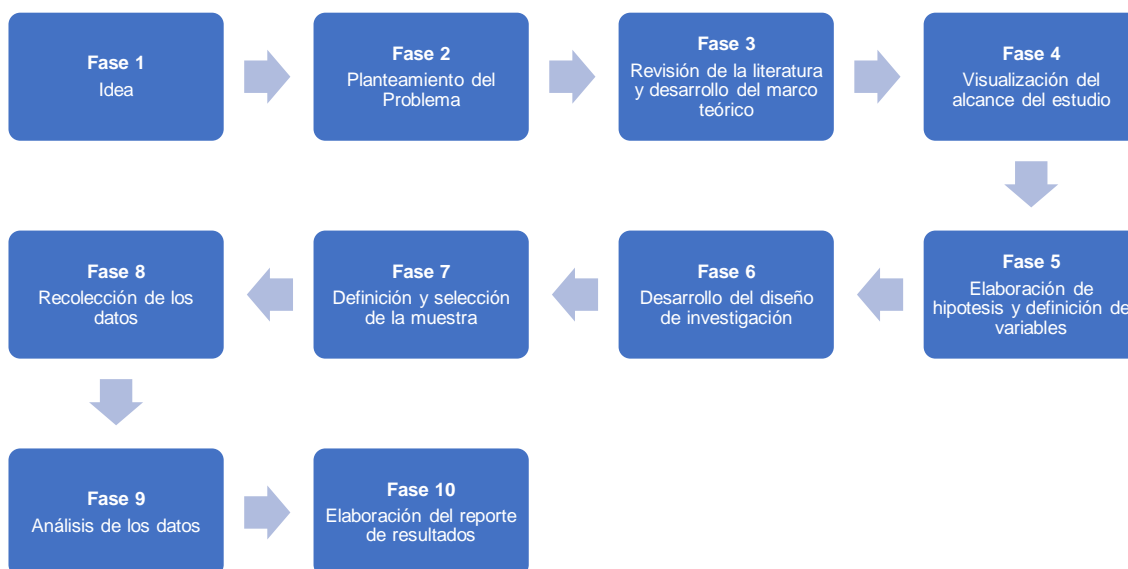 Fase 1
Idea
Fase 2
Planteamiento del
Problema
Fase 3
Revisión de la literatura
y desarrollo del marco
teórico
Fase 4
Visualización del
alcance del estudio
Fase 5
Elaboración de
hipotesis y definición de
variables
Fase 6
Desarrollo del diseño
de investigación
Fase 7
Definición y selección
de la muestra
Fase 8
Recolección de los
datos
Fase 9
Análisis de los datos
Fase 10
Elaboración del reporte
de resultados